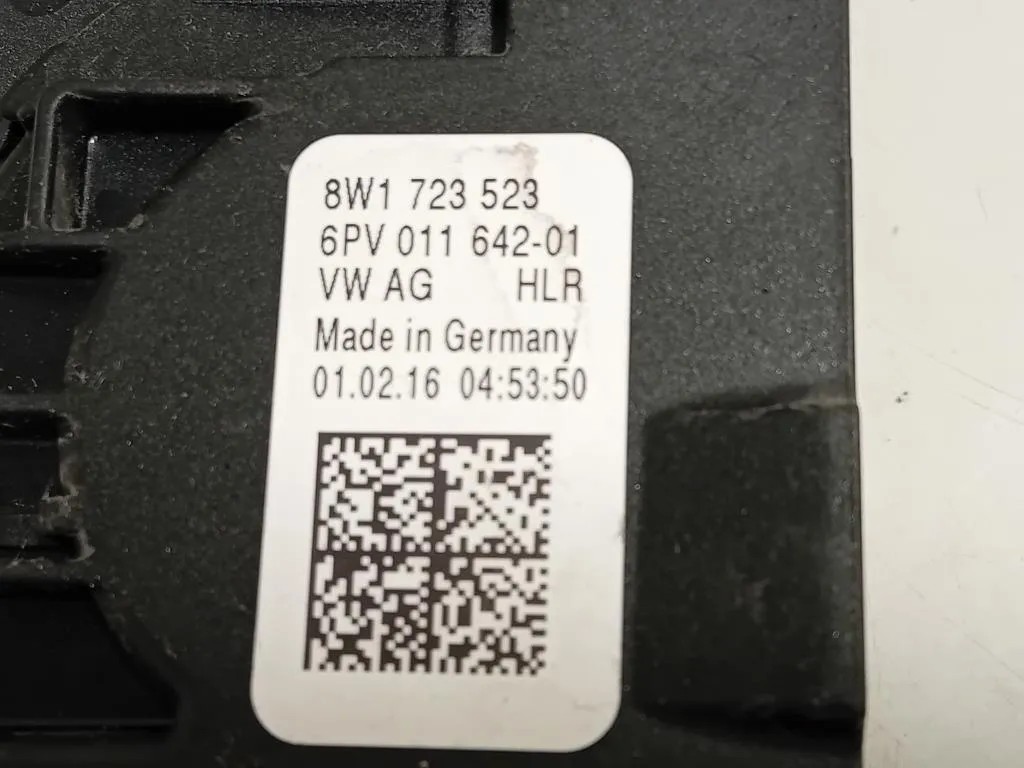 8W1 723 523
6PV 011 642-01
VW AG HLR
Made in Germany
01.02.16 04:53:50